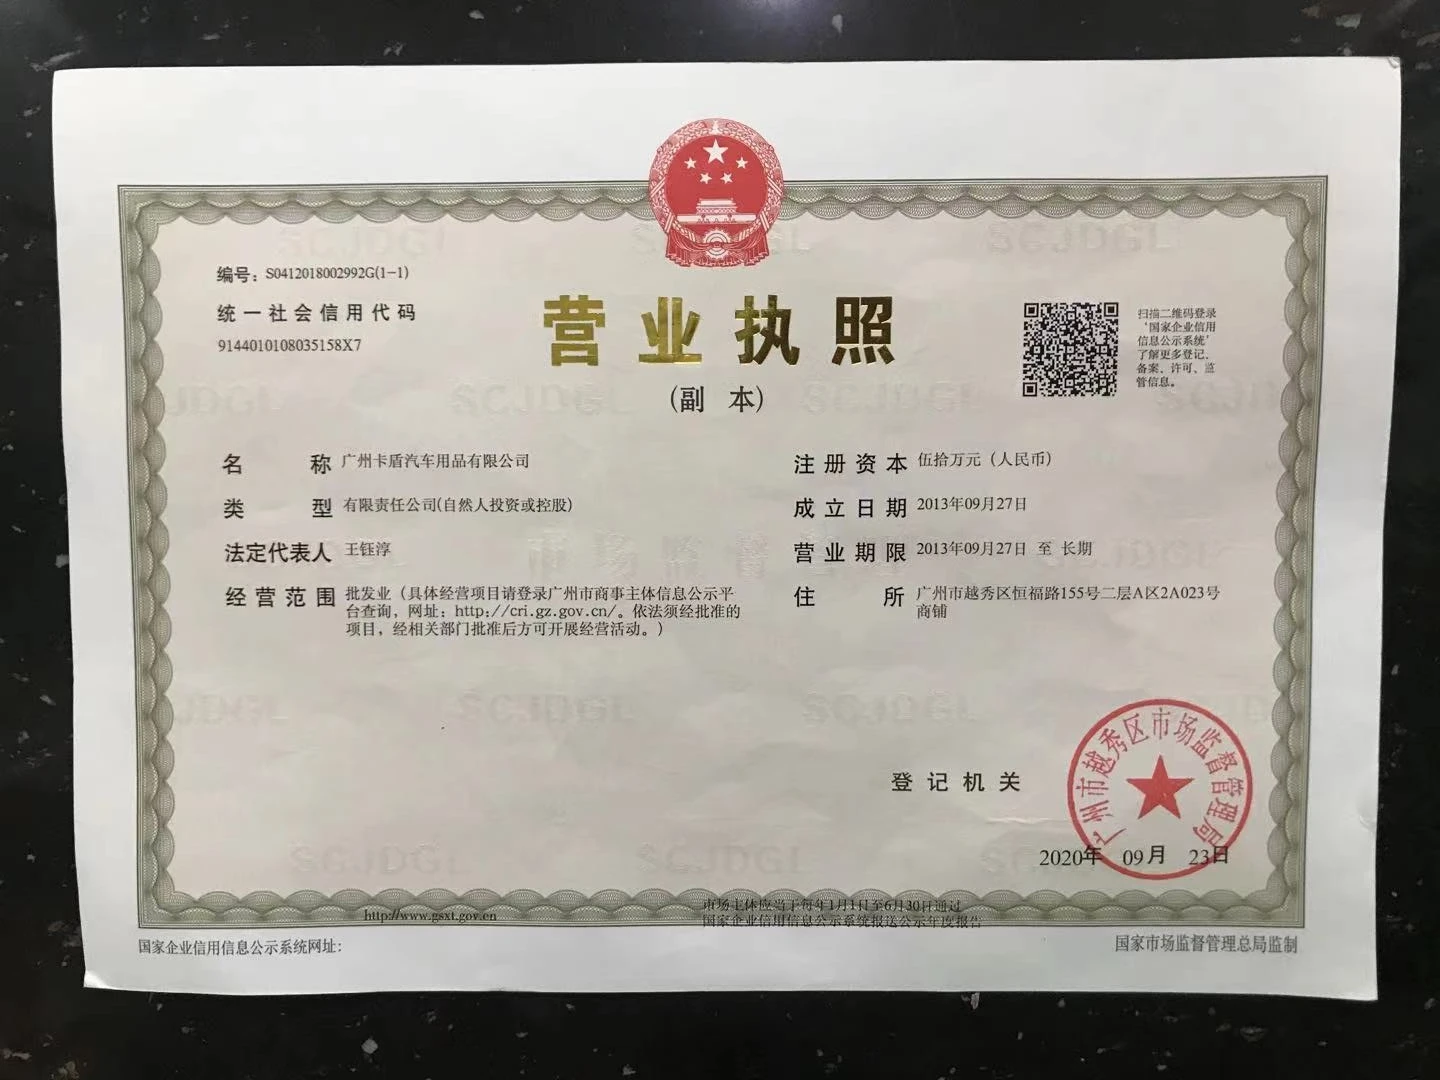 编号：S0412018002992G(1-1)
统一社会信用代码
9144010108035158X7
营业执照
(副 本)
扫描二维码登录
‘国家企业信用
信息公示系统’
了解更多登记、
备案、许可、监
管信息。
名 称 广州卡盾汽车用品有限公司
类 型 有限责任公司(自然人投资或控股)
法定代表人 王钰淳
经营范围 批发业（具体经营项目请登录广州市商事主体信息公示平
台查询，网址：http://cri.gz.gov.cn/。依法须经批准的
项目，经相关部门批准后方可开展经营活动。）
注册资本 伍拾万元（人民币）
成立日期 2013年09月27日
营业期限 2013年09月27日 至 长期
住 所 广州市越秀区恒福路155号二层A区2A023号
商铺
登记机关
广州市越秀区市场监督管理局
2020年 09月 23日
http://www.gsxt.gov.cn
市场主体应当于每年1月1日至6月30日通过
国家企业信用信息公示系统报送公示年度报告
国家企业信用信息公示系统网址：
国家市场监督管理总局监制
SCJDGL
市场监督管理